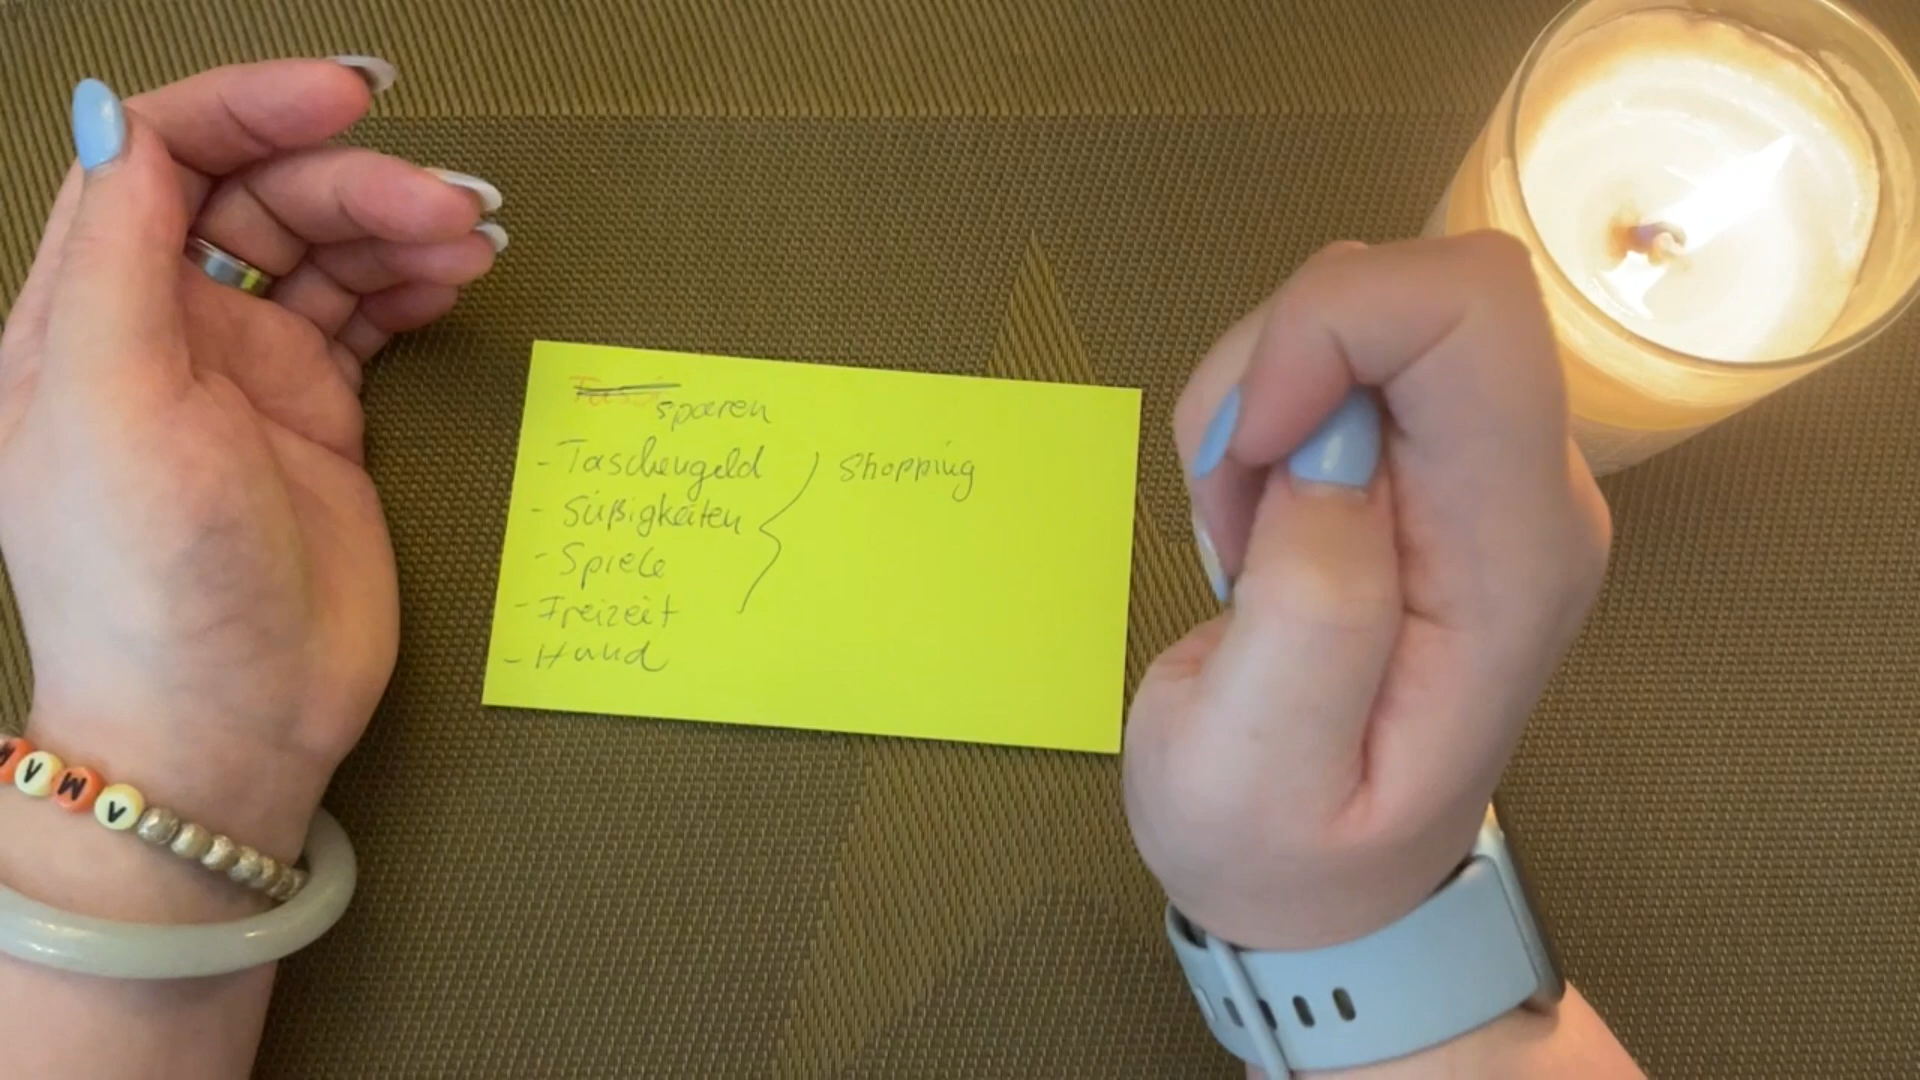 sparen
- Taschengeld } Shopping
- Süßigkeiten
- Spiele
- Freizeit
- Hund